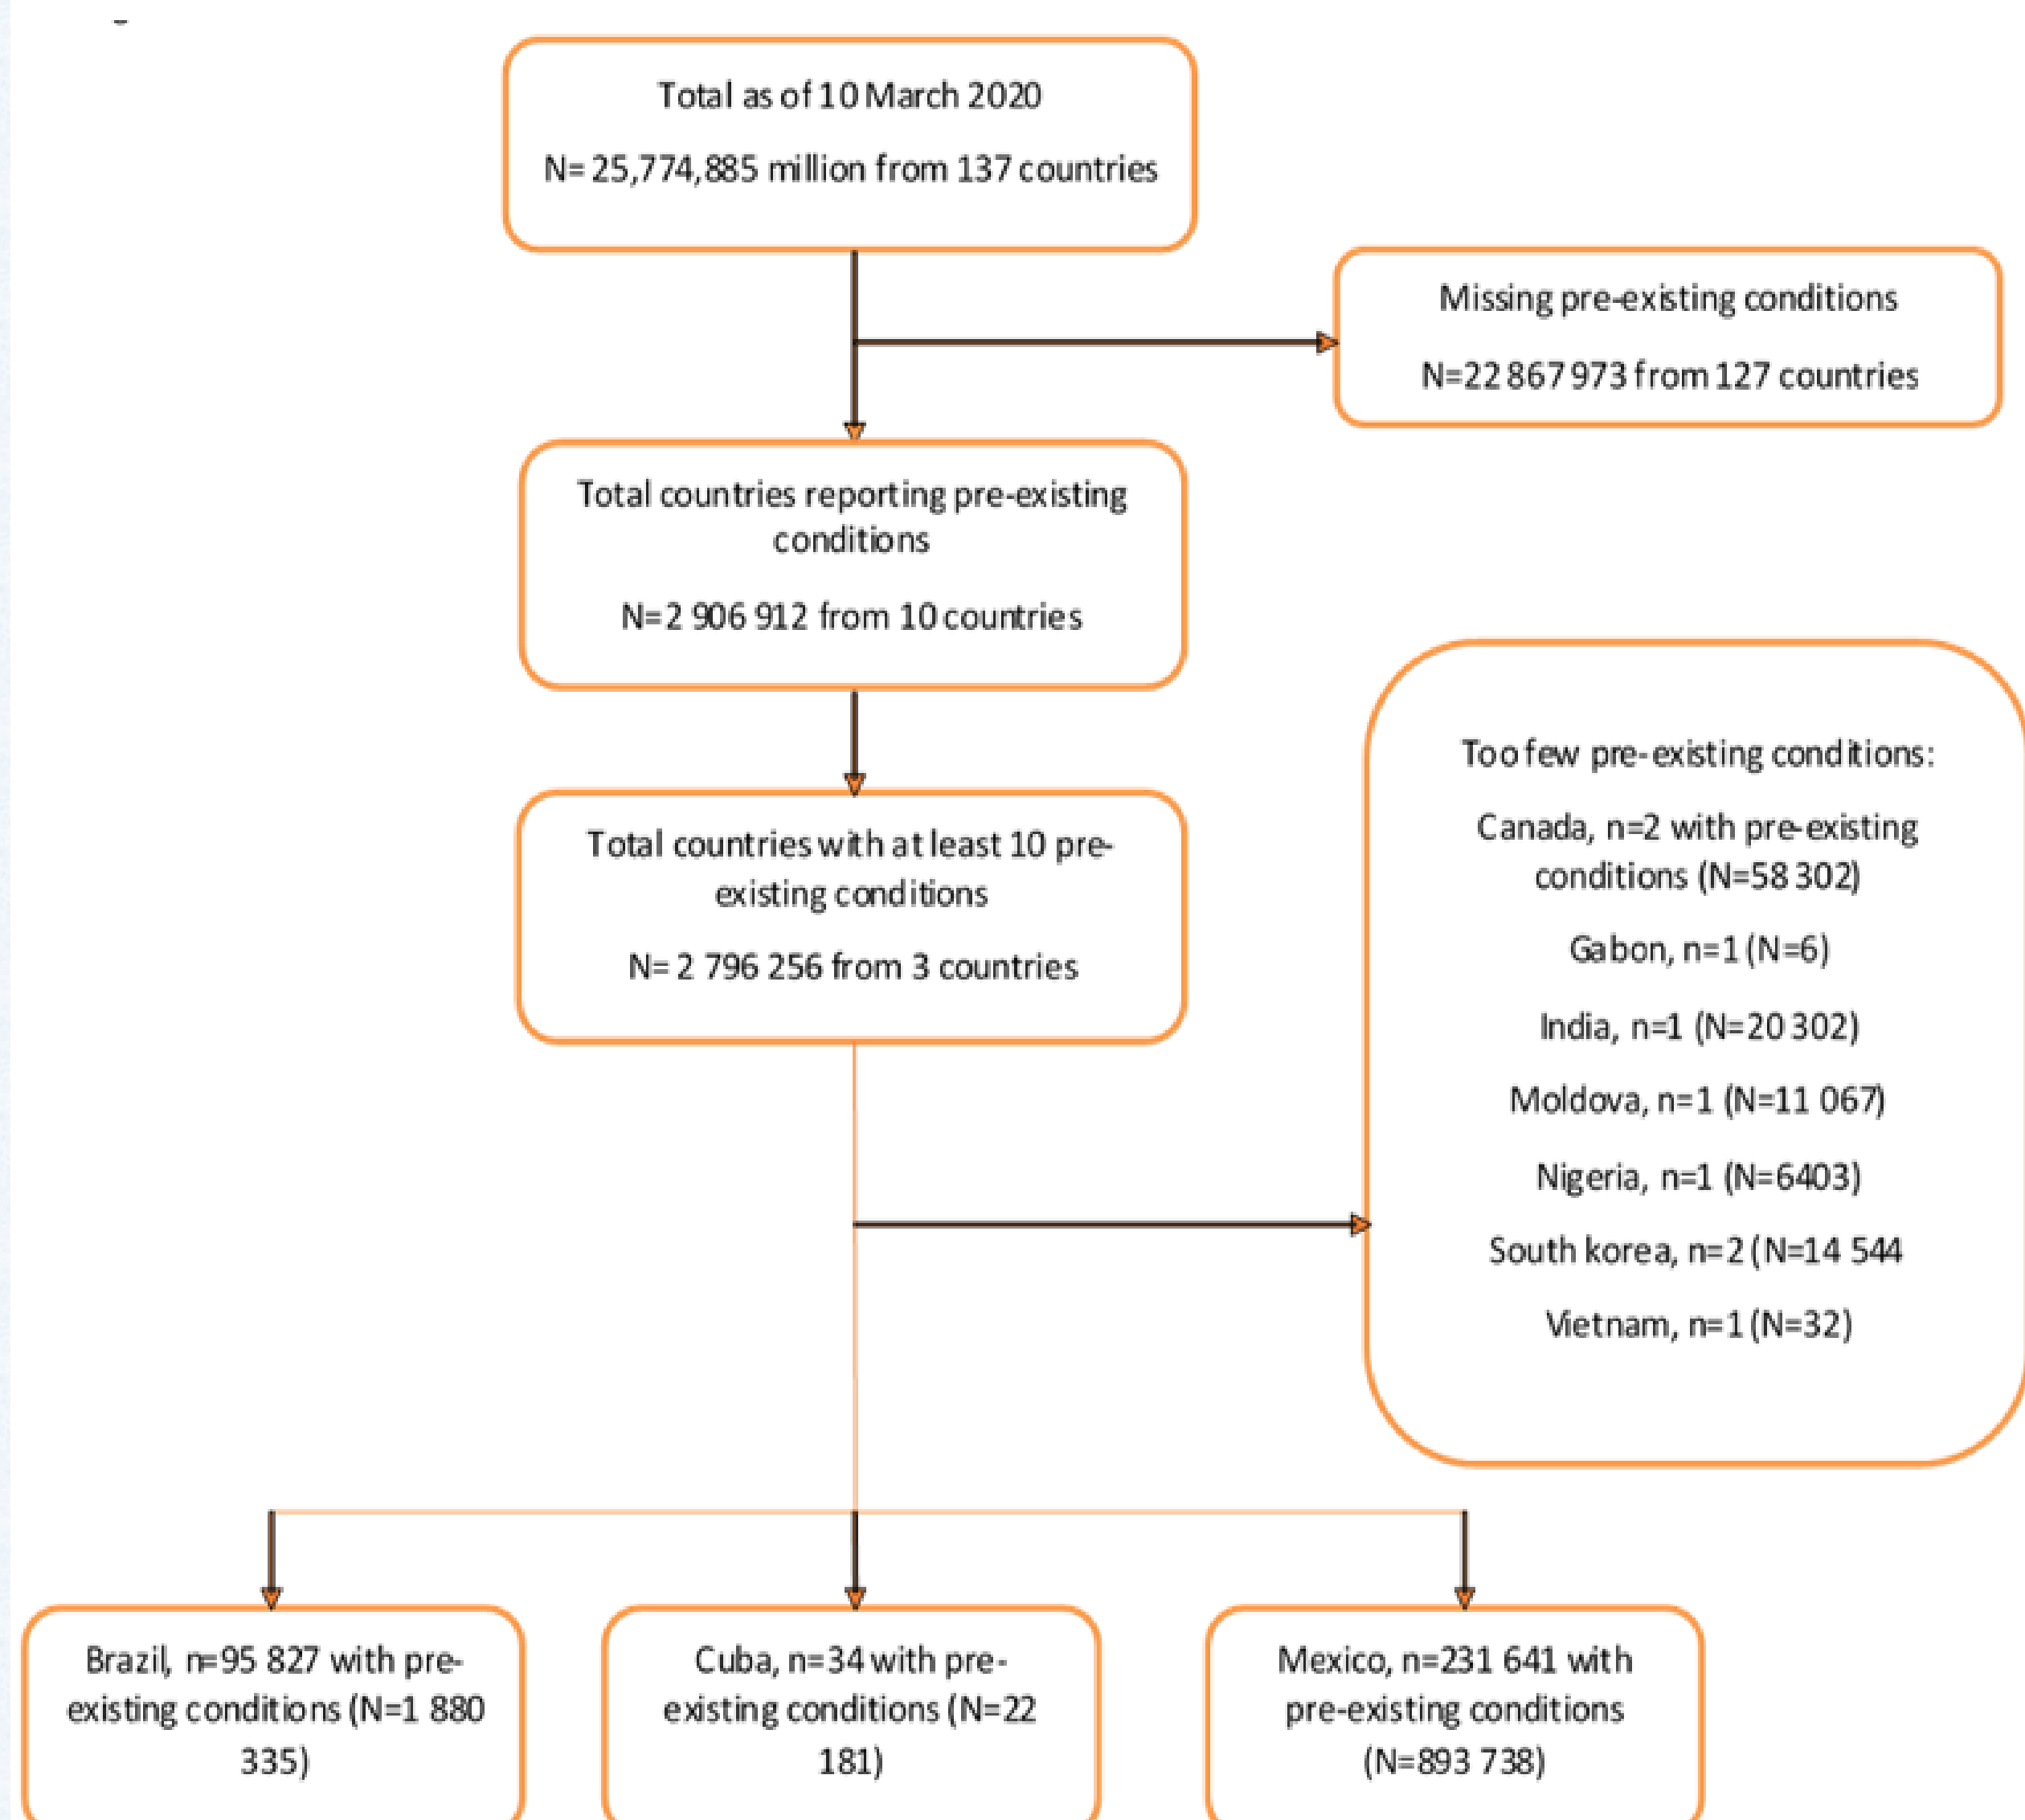 Total as of 10 March 2020
N= 25,774,885 million from 137 countries
Missing pre-existing conditions
N=22 867 973 from 127 countries
Total countries reporting pre-existing
conditions
N=2 906 912 from 10 countries
Total countries with at least 10 pre-
existing conditions
N= 2 796 256 from 3 countries
Too few pre-existing conditions:
Canada, n=2 with pre-existing
conditions (N=58 302)
Gabon, n=1 (N=6)
India, n=1 (N=20 302)
Moldova, n=1 (N=11 067)
Nigeria, n=1 (N=6403)
South korea, n=2 (N=14 544
Vietnam, n=1 (N=32)
Brazil, n=95 827 with pre-
existing conditions (N=1 880
335)
Cuba, n=34 with pre-
existing conditions (N=22
181)
Mexico, n=231 641 with
pre-existing conditions
(N=893 738)